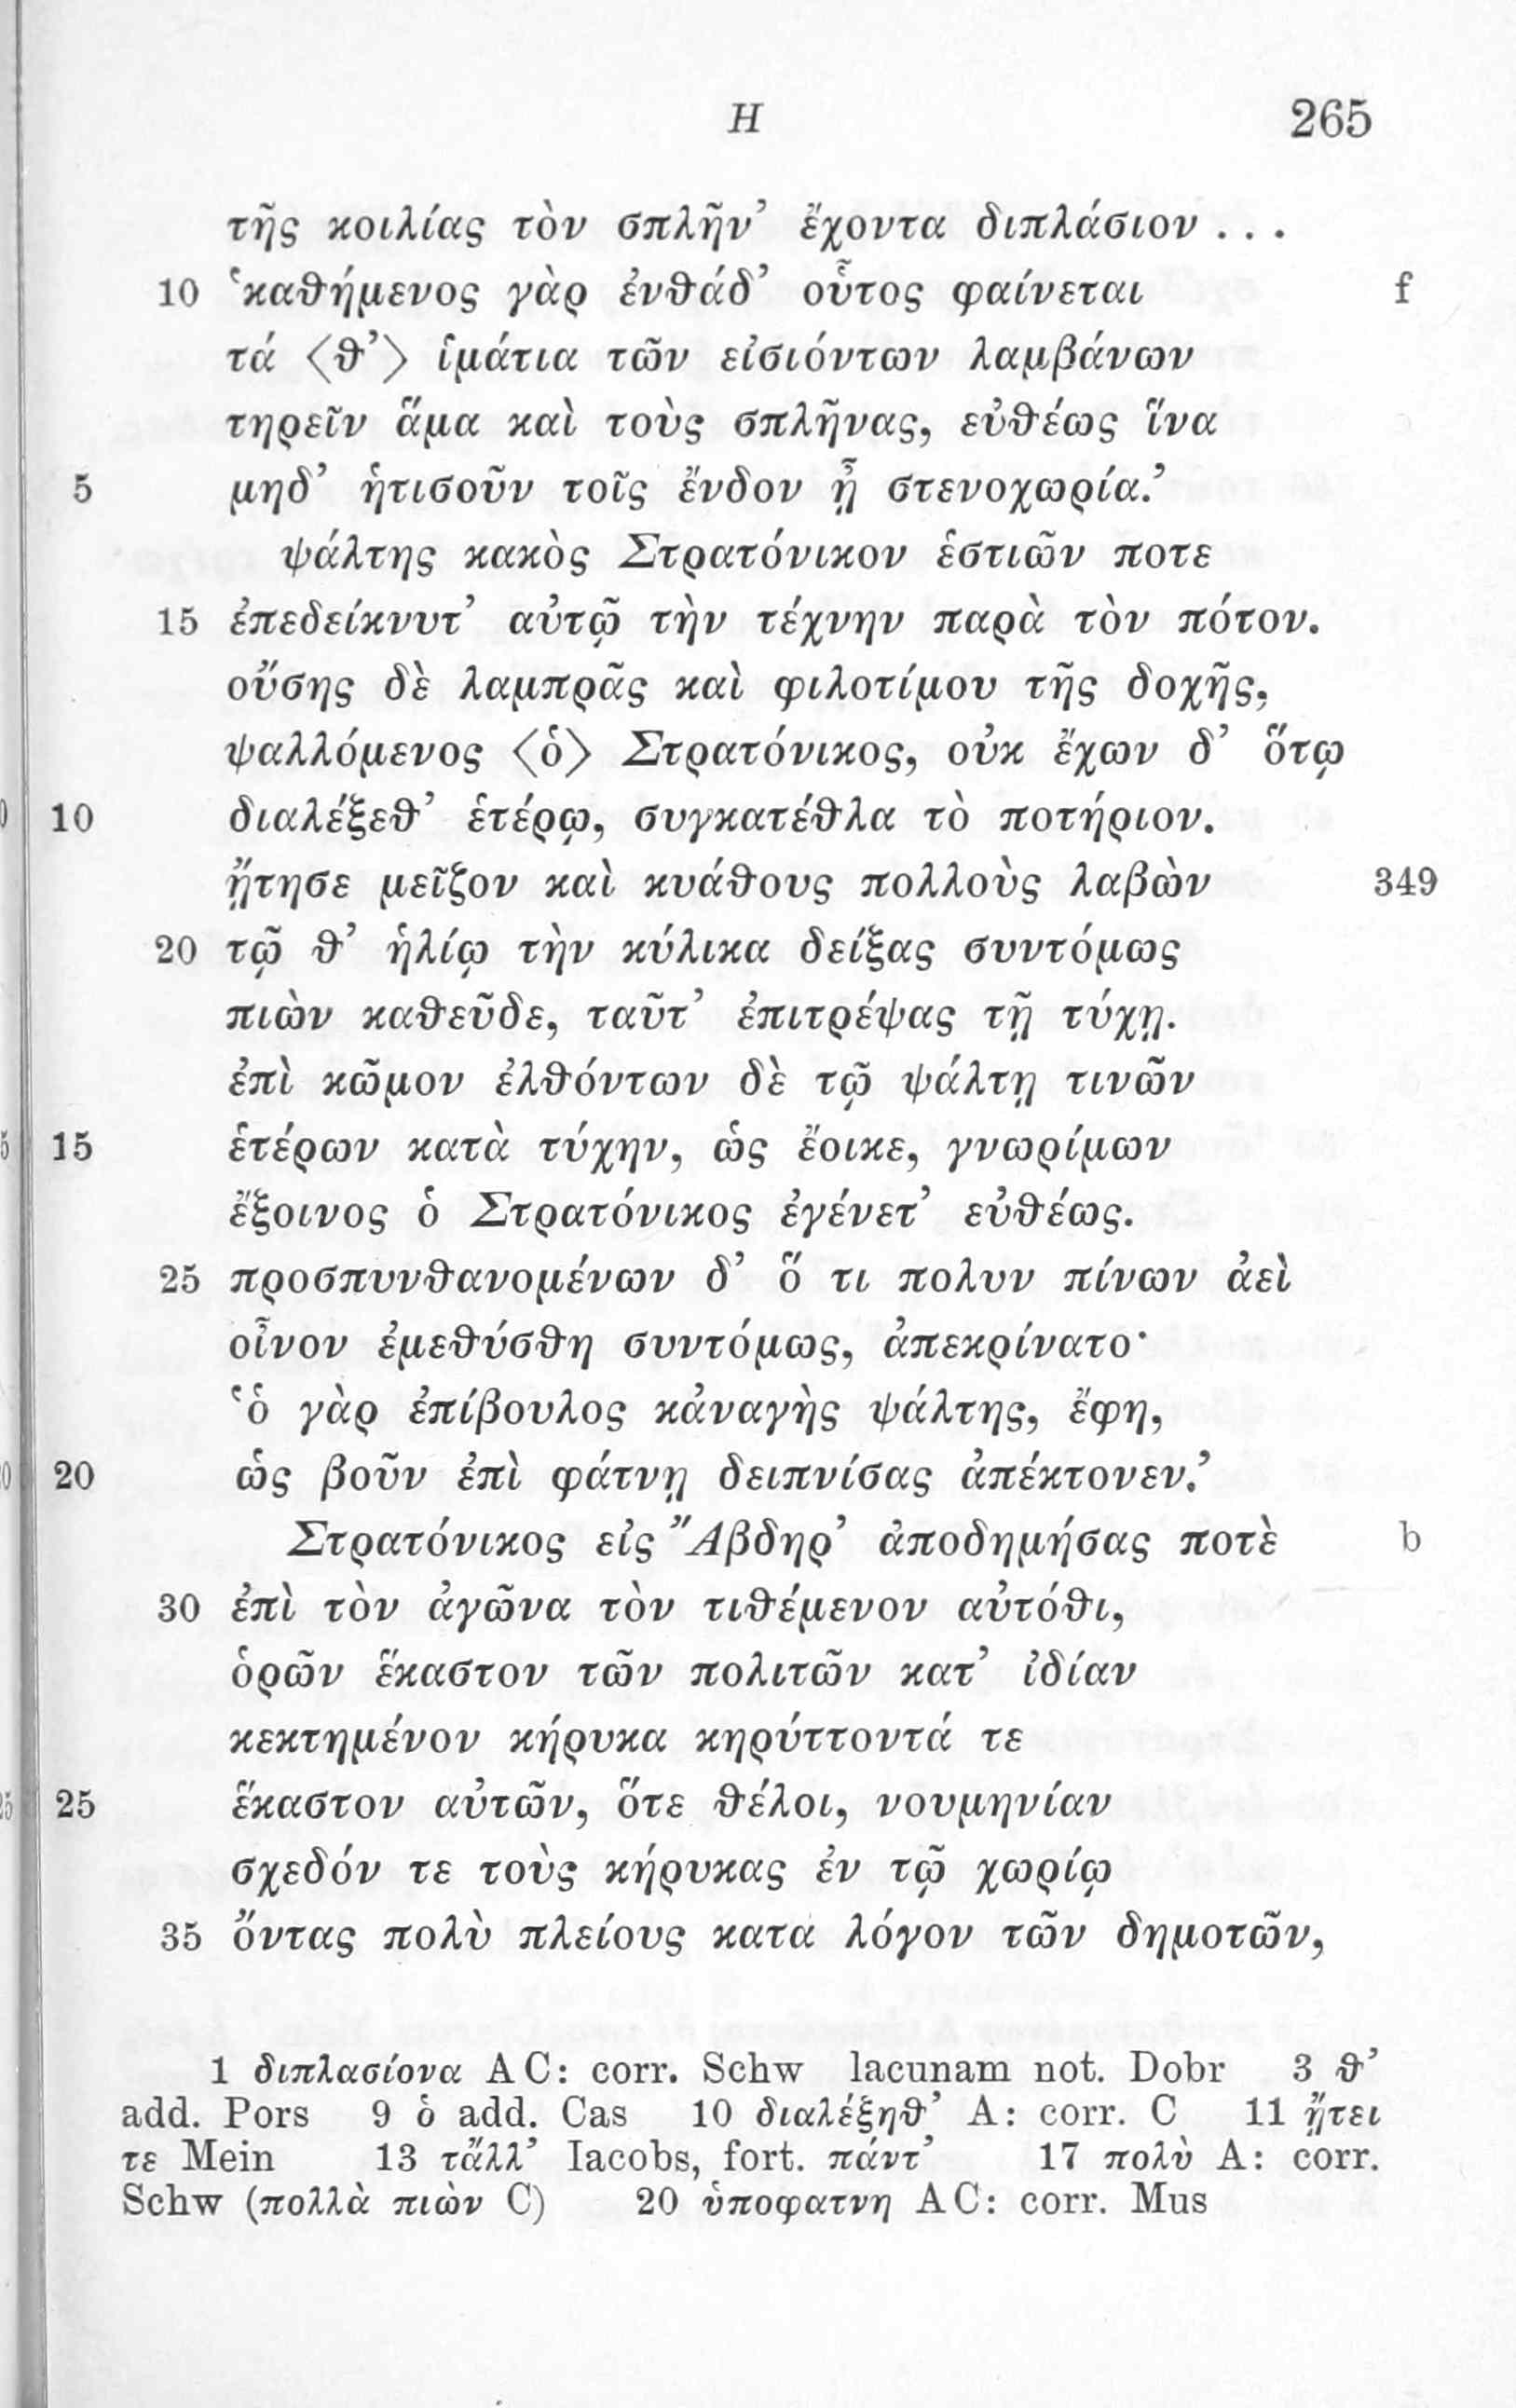 H 265
τῆς κοιλίας τὸν σπλῆν’ ἔχοντα διπλάσιον . . .
10 ‘καθήμενος γὰρ ἐνθάδ’ οὗτος φαίνεται f
τά ⟨θ’⟩ ἱμάτια τῶν εἰσιόντων λαμβάνων
τηρεῖν ἅμα καὶ τοὺς σπλῆνας, εὐθέως ἵνα
5 μηδ’ ἡτισοῦν τοῖς ἔνδον ᾖ στενοχωρία.’
ψάλτης κακὸς Στρατόνικον ἑστιῶν ποτε
15 ἐπεδείκνυτ’ αὐτῷ τὴν τέχνην παρὰ τὸν πότον.
οὔσης δὲ λαμπρᾶς καὶ φιλοτίμου τῆς δοχῆς,
ψαλλόμενος ⟨ὁ⟩ Στρατόνικος, οὐκ ἔχων δ’ ὅτῳ
10 διαλέξεθ’ ἑτέρῳ, συγκατέθλα τὸ ποτήριον.
ᾔτησε μεῖζον καὶ κυάθους πολλοὺς λαβὼν 349
20 τῷ θ’ ἡλίῳ τὴν κύλικα δείξας συντόμως
πιὼν καθεῦδε, ταῦτ’ ἐπιτρέψας τῇ τύχῃ.
ἐπὶ κῶμον ἐλθόντων δὲ τῷ ψάλτῃ τινῶν
15 ἑτέρων κατὰ τύχην, ὡς ἔοικε, γνωρίμων
ἔξοινος ὁ Στρατόνικος ἐγένετ’ εὐθέως.
25 προσπυνθανομένων δ’ ὅ τι πολυν πίνων ἀεὶ
οἶνον ἐμεθύσθη συντόμως, ἀπεκρίνατο·
‘ὁ γὰρ ἐπίβουλος κἀναγὴς ψάλτης, ἔφη,
20 ὡς βοῦν ἐπὶ φάτνῃ δειπνίσας ἀπέκτονεν.’
Στρατόνικος εἰς Ἄβδηρ’ ἀποδημήσας ποτὲ b
30 ἐπὶ τὸν ἀγῶνα τὸν τιθέμενον αὐτόθι,
ὁρῶν ἕκαστον τῶν πολιτῶν κατ’ ἰδίαν
κεκτημένον κήρυκα κηρύττοντά τε
25 ἕκαστον αὐτῶν, ὅτε θέλοι, νουμηνίαν
σχεδόν τε τοὺς κήρυκας ἐν τῷ χωρίῳ
35 ὄντας πολὺ πλείους κατα λόγον τῶν δημοτῶν,
1 διπλασίονα A C: corr. Schw lacunam not. Dobr 3 θ’
add. Pors 9 ὁ add. Cas 10 διαλέξηθ’ A: corr. C 11 ᾔτει
τε Mein 13 τἄλλ’ Iacobs, fort. πάντ’ 17 πολὺ A: corr.
Schw (πολλὰ πιὼν C) 20 ὑποφατνη A C: corr. Mus